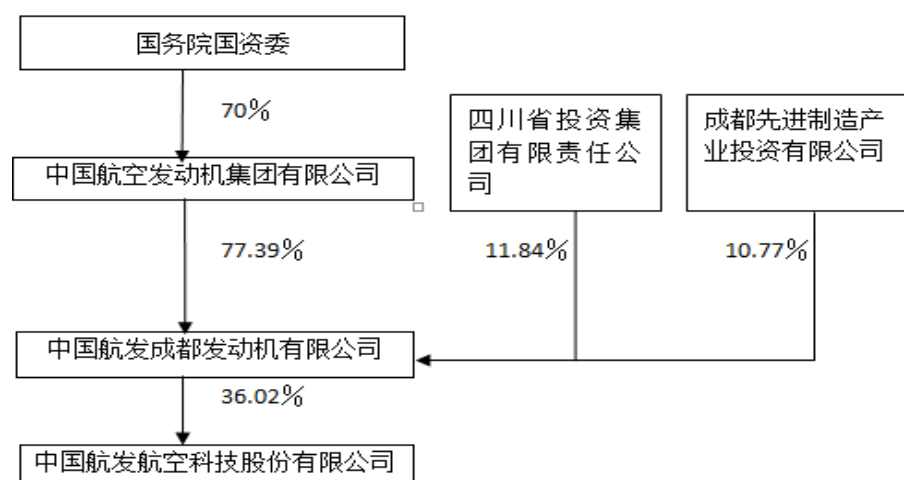 国务院国资委
70%
四川省投资集
团有限责任公
司
成都先进制造产
业投资有限公司
中国航空发动机集团有限公司
77.39%
11.84%
10.77%
中国航发成都发动机有限公司
36.02%
中国航发航空科技股份有限公司